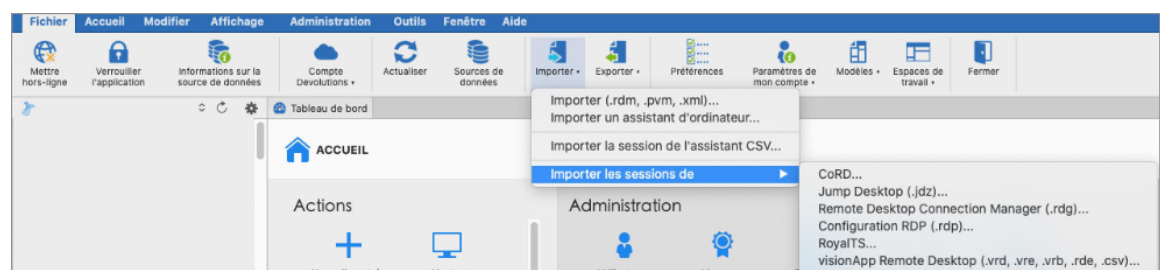 Fichier Accueil Modifier Affichage Administration Outils Fenêtre Aide
Mettre hors-ligne
Verrouiller l'application
Informations sur la source de données
Compte Devolutions
Actualiser
Sources de données
Importer
Exporter
Préférences
Paramètres de mon compte
Modèles
Espaces de travail
Fermer
Tableau de bord
Importer (.rdm, .pvm, .xml)...
Importer un assistant d'ordinateur...
Importer la session de l'assistant CSV...
Importer les sessions de
ACCUEIL
CoRD...
Jump Desktop (.jdz)...
Remote Desktop Connection Manager (.rdg)...
Configuration RDP (.rdp)...
RoyalTS...
visionApp Remote Desktop (.vrd, .vre, .vrb, .rde, .csv)...
Actions
Administration